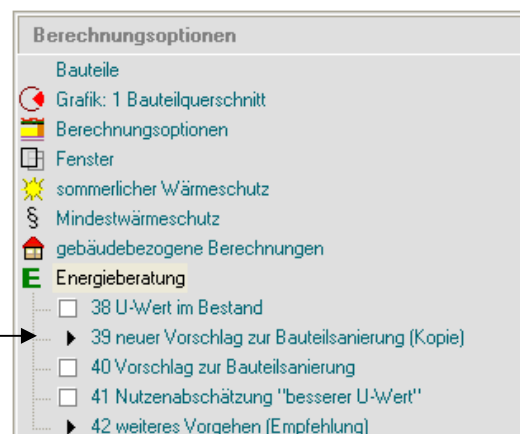 Berechnungsoptionen
Bauteile
Grafik: 1 Bauteilquerschnitt
Berechnungsoptionen
Fenster
sommerlicher Wärmeschutz
§ Mindestwärmeschutz
gebäudebezogene Berechnungen
E Energieberatung
38 U-Wert im Bestand
39 neuer Vorschlag zur Bauteilsanierung (Kopie)
40 Vorschlag zur Bauteilsanierung
41 Nutzenabschätzung "besserer U-Wert"
42 weiteres Vorgehen (Empfehlung)